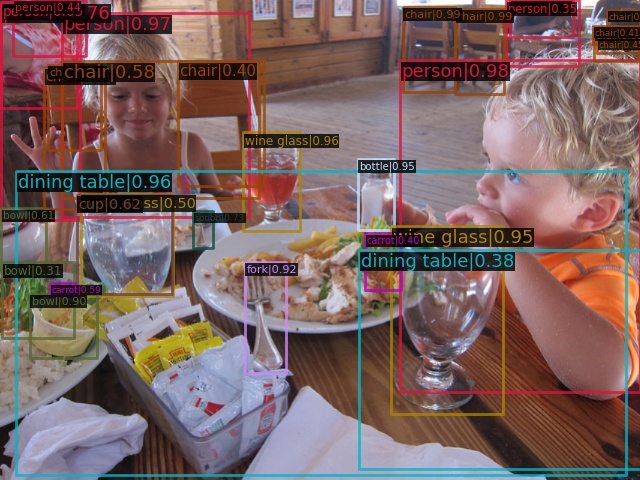 person|0.44
76
person|0.97
chair|0.99
hair|0.99
person|0.35
chair|0.41
chair|0.58
chair|0.40
person|0.98
wine glass|0.96
bottle|0.95
dining table|0.96
cup|0.62
ss|0.50
bowl|0.61
spoon|0.73
carrot|0.40
wine glass|0.95
dining table|0.38
bowl|0.31
fork|0.92
carrot|0.59
bowl|0.90